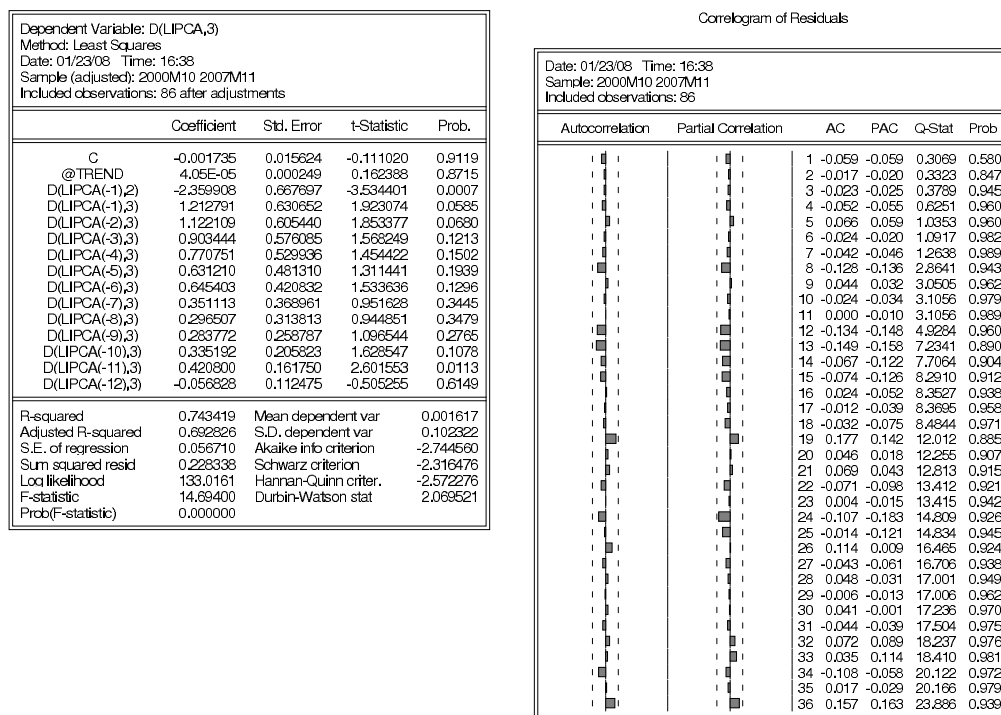 Dependent Variable: D(LIPCA,3)
Method: Least Squares
Date: 01/23/08 Time: 16:38
Sample (adjusted): 2000M10 2007M11
Included observations: 86 after adjustments
Coefficient Std. Error t-Statistic Prob.
C -0.001735 0.015624 -0.111020 0.9119
@TREND 4.05E-05 0.000249 0.162388 0.8715
D(LIPCA(-1),2) -2.359908 0.667697 -3.534401 0.0007
D(LIPCA(-1),3) 1.212791 0.630652 1.923074 0.0585
D(LIPCA(-2),3) 1.122109 0.605440 1.853377 0.0680
D(LIPCA(-3),3) 0.903444 0.576085 1.568249 0.1213
D(LIPCA(-4),3) 0.770751 0.529936 1.454422 0.1502
D(LIPCA(-5),3) 0.631210 0.481310 1.311441 0.1939
D(LIPCA(-6),3) 0.645403 0.420832 1.533636 0.1296
D(LIPCA(-7),3) 0.351113 0.368961 0.951628 0.3445
D(LIPCA(-8),3) 0.296507 0.313813 0.944851 0.3479
D(LIPCA(-9),3) 0.283772 0.258787 1.096544 0.2765
D(LIPCA(-10),3) 0.335192 0.205823 1.628547 0.1078
D(LIPCA(-11),3) 0.420800 0.161750 2.601553 0.0113
D(LIPCA(-12),3) -0.056828 0.112475 -0.505255 0.6149
R-squared 0.743419 Mean dependent var 0.001617
Adjusted R-squared 0.692826 S.D. dependent var 0.102322
S.E. of regression 0.056710 Akaike info criterion -2.744560
Sum squared resid 0.228338 Schwarz criterion -2.316476
Log likelihood 133.0161 Hannan-Quinn criter. -2.572276
F-statistic 14.69400 Durbin-Watson stat 2.069521
Prob(F-statistic) 0.000000
Correlogram of Residuals
Date: 01/23/08 Time: 16:38
Sample: 2000M10 2007M11
Included observations: 86
Autocorrelation Partial Correlation AC PAC Q-Stat Prob
1 -0.059 -0.059 0.3069 0.580
2 -0.017 -0.020 0.3323 0.847
3 -0.023 -0.025 0.3789 0.945
4 -0.052 -0.055 0.6251 0.960
5 0.066 0.059 1.0353 0.960
6 -0.024 -0.020 1.0917 0.982
7 -0.042 -0.046 1.2638 0.989
8 -0.128 -0.136 2.8641 0.943
9 0.044 0.032 3.0505 0.962
10 -0.024 -0.034 3.1056 0.979
11 0.000 -0.010 3.1056 0.989
12 -0.134 -0.148 4.9284 0.960
13 -0.149 -0.158 7.2341 0.890
14 -0.067 -0.122 7.7064 0.904
15 -0.074 -0.126 8.2910 0.912
16 0.024 -0.052 8.3527 0.938
17 -0.012 -0.039 8.3695 0.958
18 -0.032 -0.075 8.4844 0.971
19 0.177 0.142 12.012 0.885
20 0.046 0.018 12.255 0.907
21 0.069 0.043 12.813 0.915
22 -0.071 -0.098 13.412 0.921
23 0.004 -0.015 13.415 0.942
24 -0.107 -0.183 14.809 0.926
25 -0.014 -0.121 14.834 0.945
26 0.114 0.009 16.465 0.924
27 -0.043 -0.061 16.706 0.938
28 0.048 -0.031 17.001 0.949
29 -0.006 -0.013 17.006 0.962
30 0.041 -0.001 17.236 0.970
31 -0.044 -0.039 17.504 0.975
32 0.072 0.089 18.237 0.976
33 0.035 0.114 18.410 0.981
34 -0.108 -0.058 20.122 0.972
35 0.017 -0.029 20.166 0.979
36 0.157 0.163 23.886 0.939